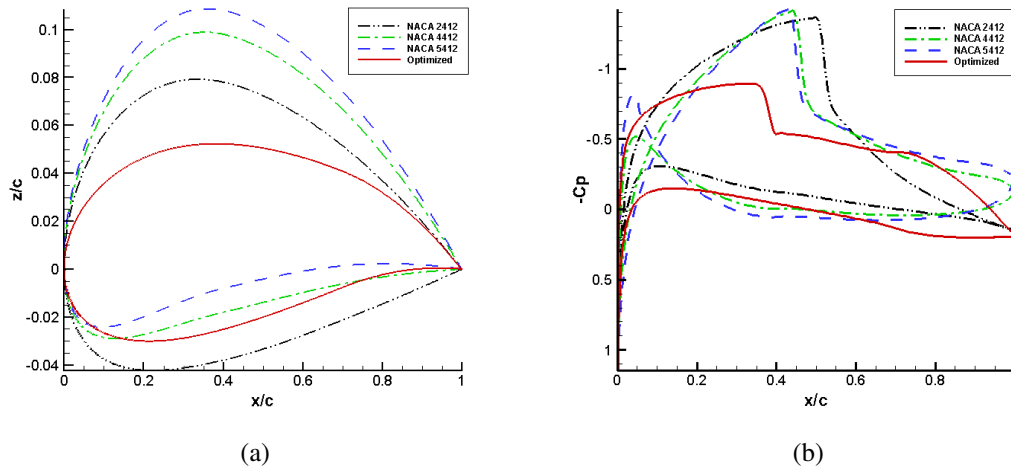 0.1
0.08
0.06
0.04
0.02
0
-0.02
-0.04
z/c
0
0.2
0.4
0.6
0.8
1
x/c
NACA 2412
NACA 4412
NACA 5412
Optimized
(a)
-1
-0.5
0
0.5
1
-Cp
0
0.2
0.4
0.6
0.8
x/c
NACA 2412
NACA 4412
NACA 5412
Optimized
(b)